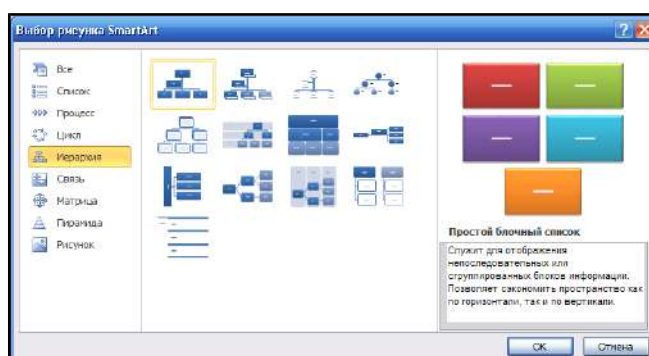 Выбор рисунка SmartArt
Все
Список
Процесс
Цикл
Иерархия
Связь
Матрица
Пирамида
Рисунок
Простой блочный список
Служит для отображения
непоследовательных или
сгруппированных блоков информации.
Позволяет сэкономить пространство как
по горизонтали, так и по вертикали.
ОК
Отмена